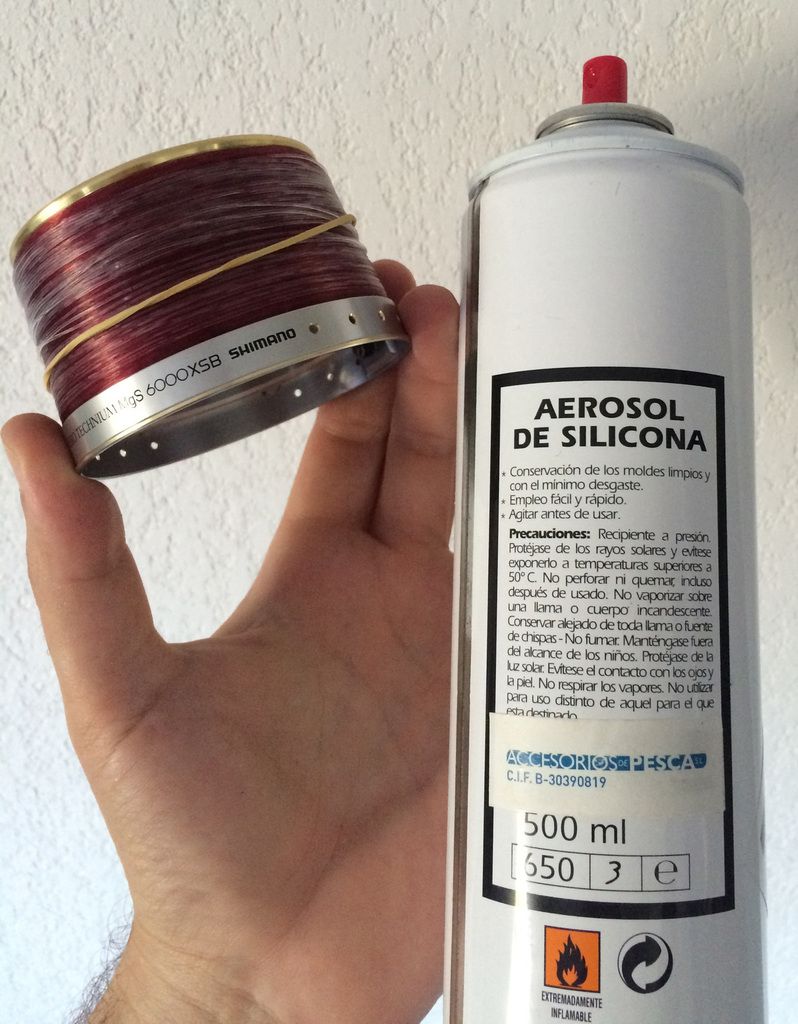 TECHNIUM MgS 6000XSB SHIMANO
AEROSOL
DE SILICONA
* Conservación de los moldes limpios y
con el mínimo desgaste.
* Empleo fácil y rápido.
* Agitar antes de usar.
Precauciones: Recipiente a presión.
Protéjase de los rayos solares y evítese
exponerlo a temperaturas superiores a
50° C. No perforar ni quemar, incluso
después de usado. No vaporizar sobre
una llama o cuerpo incandescente.
Conservar alejado de toda llama o fuente
de chispas - No fumar. Manténgase fuera
del alcance de los niños. Protéjase de la
luz solar. Evítese el contacto con los ojos y
la piel. No respirar los vapores. No utilizar
para uso distinto de aquel para el que
esta destinado.
ACCESORIOS DE PESCA S.L.
C.I.F. B-30390819
500 ml
650 3 e
EXTREMADAMENTE
INFLAMABLE